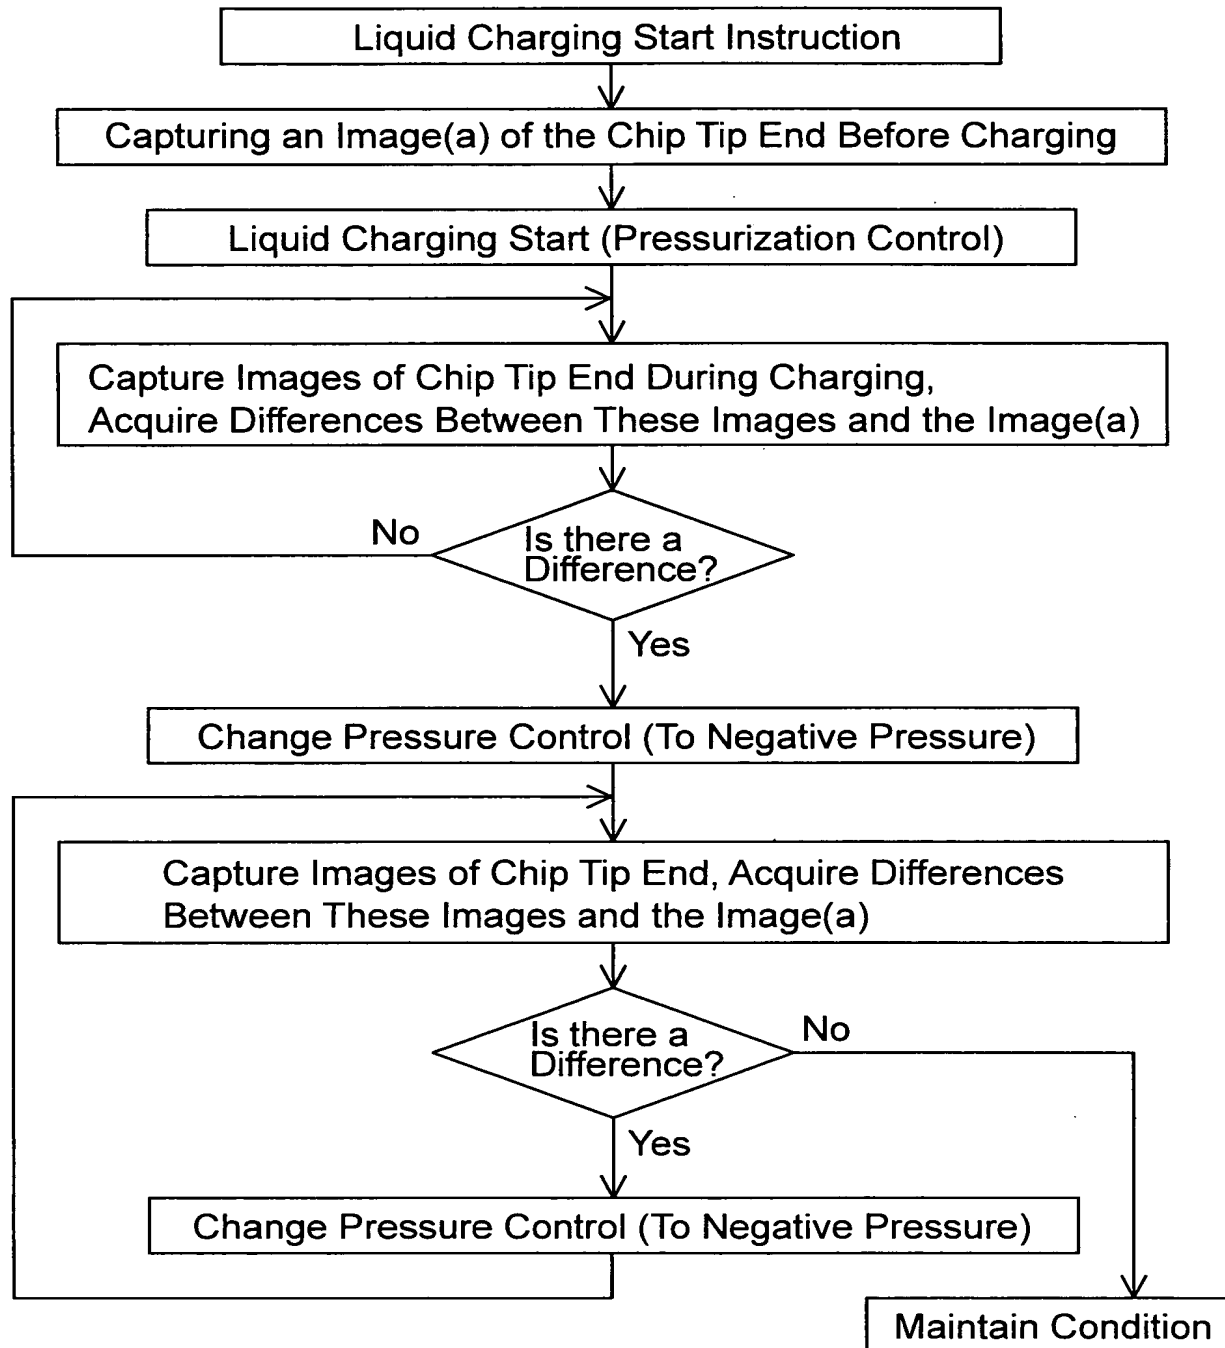 Liquid Charging Start Instruction
Capturing an Image(a) of the Chip Tip End Before Charging
Liquid Charging Start (Pressurization Control)
Capture Images of Chip Tip End During Charging,
Acquire Differences Between These Images and the Image(a)
No
Is there a
Difference?
Yes
Change Pressure Control (To Negative Pressure)
Capture Images of Chip Tip End, Acquire Differences
Between These Images and the Image(a)
Is there a
Difference?
No
Yes
Change Pressure Control (To Negative Pressure)
Maintain Condition